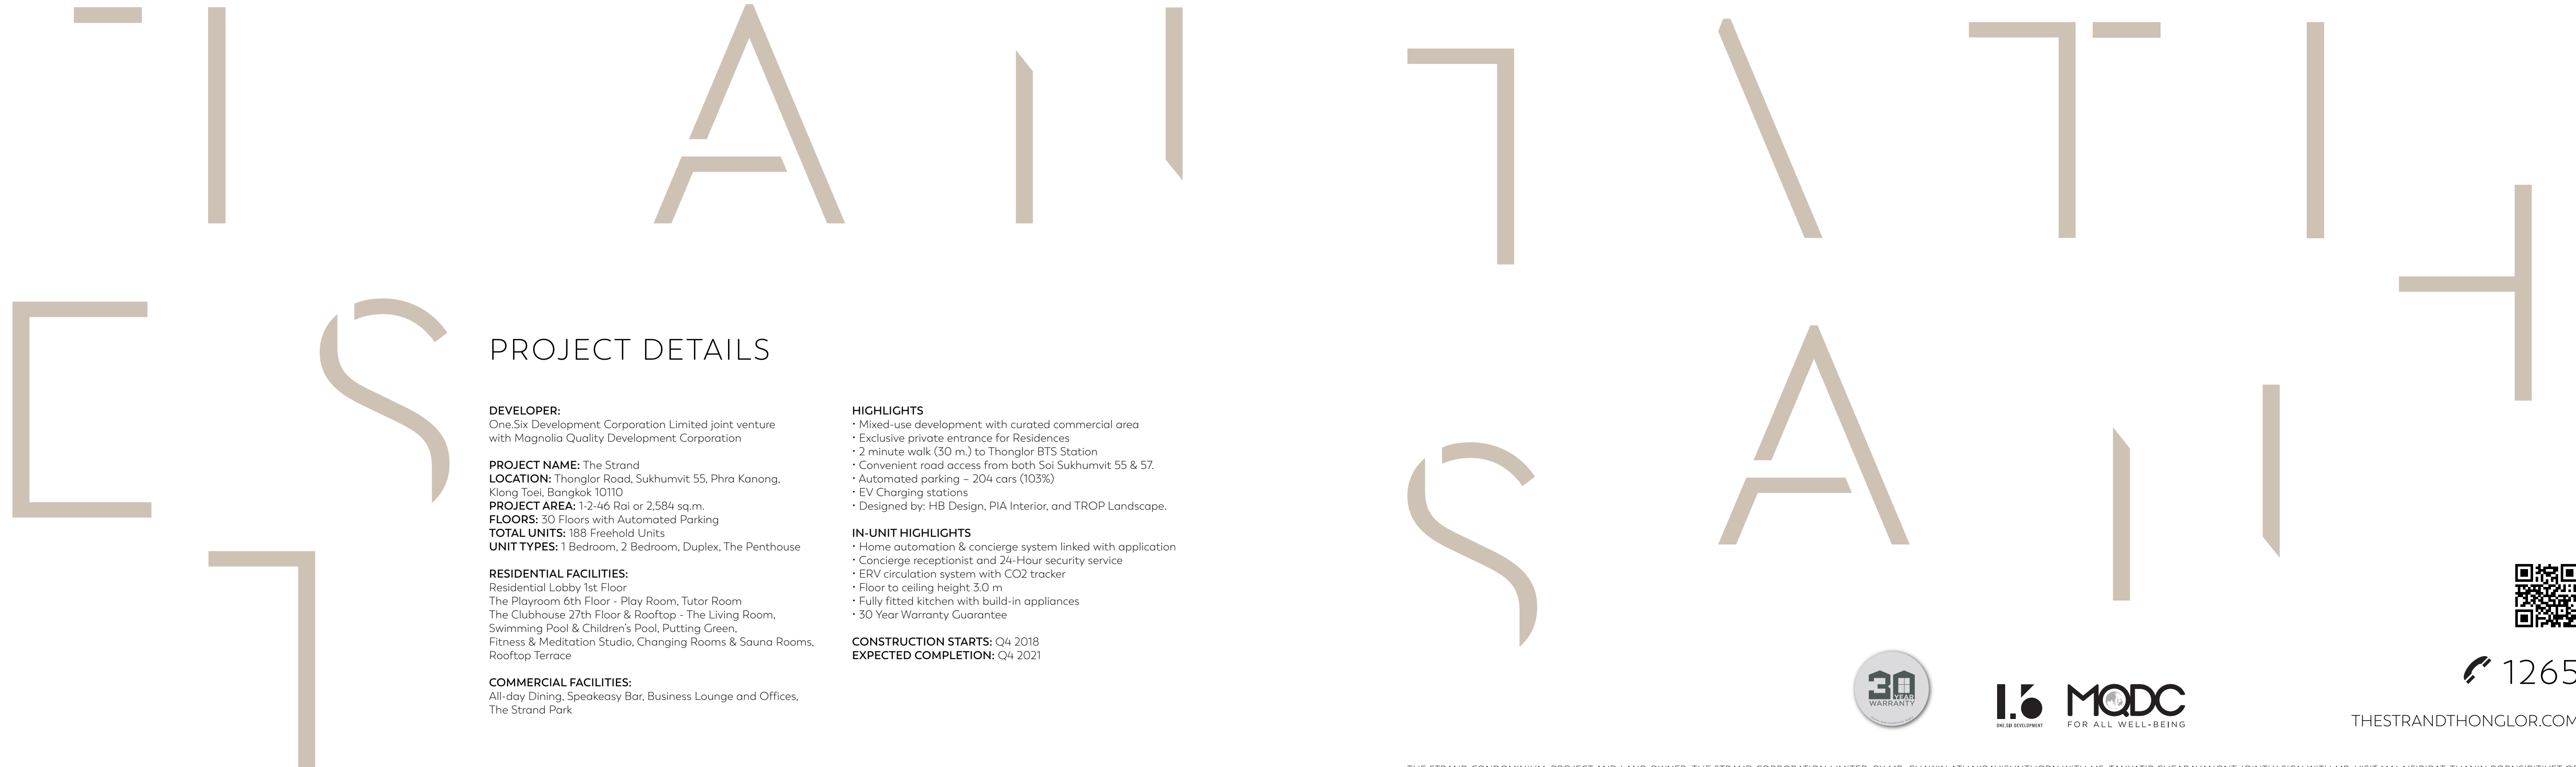 PROJECT DETAILS
DEVELOPER:
One.Six Development Corporation Limited joint venture
with Magnolia Quality Development Corporation
PROJECT NAME: The Strand
LOCATION: Thonglor Road, Sukhumvit 55, Phra Kanong,
Klong Toei, Bangkok 10110
PROJECT AREA: 1-2-46 Rai or 2,584 sq.m.
FLOORS: 30 Floors with Automated Parking
TOTAL UNITS: 188 Freehold Units
UNIT TYPES: 1 Bedroom, 2 Bedroom, Duplex, The Penthouse
RESIDENTIAL FACILITIES:
Residential Lobby 1st Floor
The Playroom 6th Floor - Play Room, Tutor Room
The Clubhouse 27th Floor & Rooftop - The Living Room,
Swimming Pool & Children's Pool, Putting Green,
Fitness & Meditation Studio, Changing Rooms & Sauna Rooms,
Rooftop Terrace
COMMERCIAL FACILITIES:
All-day Dining, Speakeasy Bar, Business Lounge and Offices,
The Strand Park
HIGHLIGHTS
• Mixed-use development with curated commercial area
• Exclusive private entrance for Residences
• 2 minute walk (30 m.) to Thonglor BTS Station
• Convenient road access from both Soi Sukhumvit 55 & 57.
• Automated parking – 204 cars (103%)
• EV Charging stations
• Designed by: HB Design, PIA Interior, and TROP Landscape.
IN-UNIT HIGHLIGHTS
• Home automation & concierge system linked with application
• Concierge receptionist and 24-Hour security service
• ERV circulation system with CO2 tracker
• Floor to ceiling height 3.0 m
• Fully fitted kitchen with build-in appliances
• 30 Year Warranty Guarantee
CONSTRUCTION STARTS: Q4 2018
EXPECTED COMPLETION: Q4 2021
30 YEAR
WARRANTY
1.6
ONE.SIX DEVELOPMENT
MQDC
FOR ALL WELL-BEING
1265
THESTRANDTHONGLOR.COM